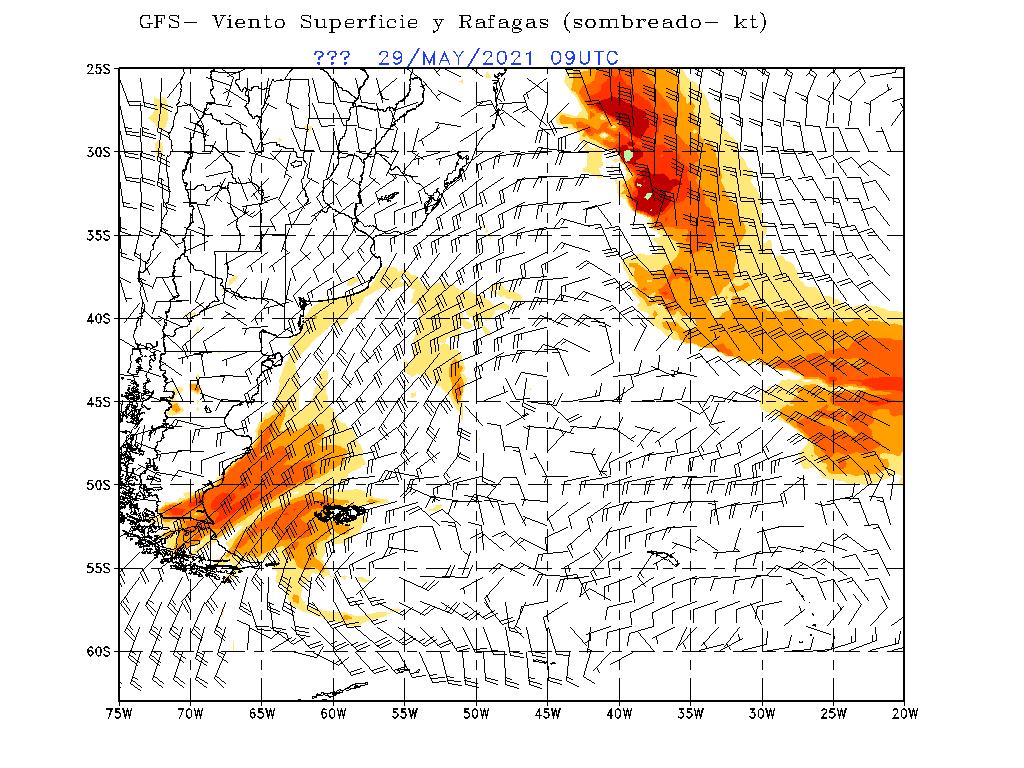 GFS− Viento Superficie y Rafagas (sombreado− kt)
??? 29/MAY/2021 09UTC
25S
30S
35S
40S
45S
50S
55S
60S
75W 70W 65W 60W 55W 50W 45W 40W 35W 30W 25W 20W